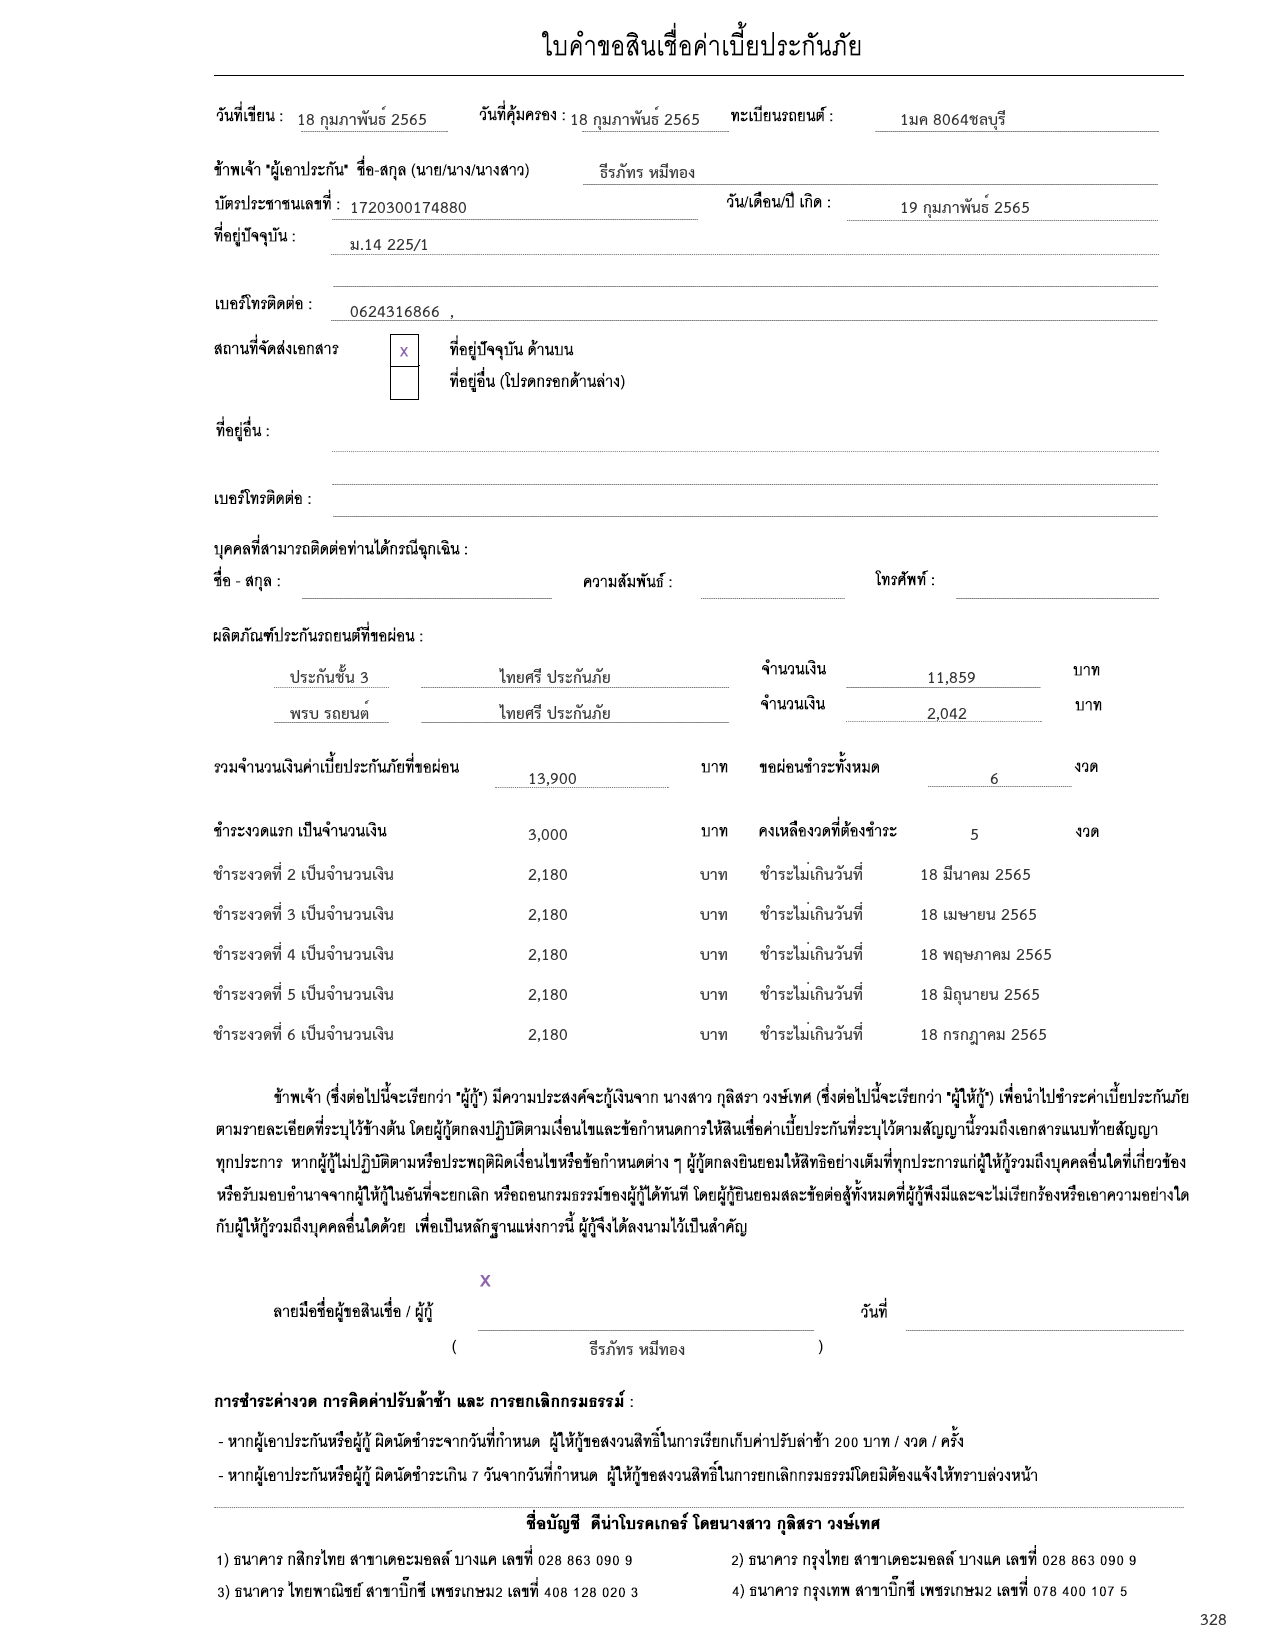 ใบคำขอสินเชื่อค่าเบี้ยประกันภัย
วันที่เขียน : 18 กุมภาพันธ์ 2565 วันที่คุ้มครอง : 18 กุมภาพันธ์ 2565 ทะเบียนรถยนต์ : 1มค 8064ชลบุรี
ข้าพเจ้า "ผู้เอาประกัน" ชื่อ-สกุล (นาย/นาง/นางสาว) ธีรภัทร หมีทอง
บัตรประชาชนเลขที่ : 1720300174880 วัน/เดือน/ปี เกิด : 19 กุมภาพันธ์ 2565
ที่อยู่ปัจจุบัน : ม.14 225/1
เบอร์โทรติดต่อ : 0624316866 ,
สถานที่จัดส่งเอกสาร x ที่อยู่ปัจจุบัน ด้านบน
ที่อยู่อื่น (โปรดกรอกด้านล่าง)
ที่อยู่อื่น :
เบอร์โทรติดต่อ :
บุคคลที่สามารถติดต่อท่านได้กรณีฉุกเฉิน :
ชื่อ - สกุล : ความสัมพันธ์ : โทรศัพท์ :
ผลิตภัณฑ์ประกันรถยนต์ที่ขอผ่อน :
ประกันชั้น 3 ไทยศรี ประกันภัย จำนวนเงิน 11,859 บาท
พรบ รถยนต์ ไทยศรี ประกันภัย จำนวนเงิน 2,042 บาท
รวมจำนวนเงินค่าเบี้ยประกันภัยที่ขอผ่อน 13,900 บาท ขอผ่อนชำระทั้งหมด 6 งวด
ชำระงวดแรก เป็นจำนวนเงิน 3,000 บาท คงเหลืองวดที่ต้องชำระ 5 งวด
ชำระงวดที่ 2 เป็นจำนวนเงิน 2,180 บาท ชำระไม่เกินวันที่ 18 มีนาคม 2565
ชำระงวดที่ 3 เป็นจำนวนเงิน 2,180 บาท ชำระไม่เกินวันที่ 18 เมษายน 2565
ชำระงวดที่ 4 เป็นจำนวนเงิน 2,180 บาท ชำระไม่เกินวันที่ 18 พฤษภาคม 2565
ชำระงวดที่ 5 เป็นจำนวนเงิน 2,180 บาท ชำระไม่เกินวันที่ 18 มิถุนายน 2565
ชำระงวดที่ 6 เป็นจำนวนเงิน 2,180 บาท ชำระไม่เกินวันที่ 18 กรกฎาคม 2565
ข้าพเจ้า (ซึ่งต่อไปนี้จะเรียกว่า "ผู้กู้") มีความประสงค์จะกู้เงินจาก นางสาว กุลิสรา วงษ์เทศ (ซึ่งต่อไปนี้จะเรียกว่า "ผู้ให้กู้") เพื่อนำไปชำระค่าเบี้ยประกันภัย
ตามรายละเอียดที่ระบุไว้ข้างต้น โดยผู้กู้ตกลงปฏิบัติตามเงื่อนไขและข้อกำหนดการให้สินเชื่อค่าเบี้ยประกันที่ระบุไว้ตามสัญญานี้รวมถึงเอกสารแนบท้ายสัญญา
ทุกประการ หากผู้กู้ไม่ปฏิบัติตามหรือประพฤติผิดเงื่อนไขหรือข้อกำหนดต่าง ๆ ผู้กู้ตกลงยินยอมให้สิทธิอย่างเต็มที่ทุกประการแก่ผู้ให้กู้รวมถึงบุคคลอื่นใดที่เกี่ยวข้อง
หรือรับมอบอำนาจจากผู้ให้กู้ในอันที่จะยกเลิก หรือถอนกรมธรรม์ของผู้กู้ได้ทันที โดยผู้กู้ยินยอมสละข้อต่อสู้ทั้งหมดที่ผู้กู้พึงมีและจะไม่เรียกร้องหรือเอาความอย่างใด
กับผู้ให้กู้รวมถึงบุคคลอื่นใดด้วย เพื่อเป็นหลักฐานแห่งการนี้ ผู้กู้จึงได้ลงนามไว้เป็นสำคัญ
x
ลายมือชื่อผู้ขอสินเชื่อ / ผู้กู้ วันที่
( ธีรภัทร หมีทอง )
การชำระค่างวด การคิดค่าปรับล้าช้า และ การยกเลิกกรมธรรม์ :
- หากผู้เอาประกันหรือผู้กู้ ผิดนัดชำระจากวันที่กำหนด ผู้ให้กู้ขอสงวนสิทธิ์ในการเรียกเก็บค่าปรับล่าช้า 200 บาท / งวด / ครั้ง
- หากผู้เอาประกันหรือผู้กู้ ผิดนัดชำระเกิน 7 วันจากวันที่กำหนด ผู้ให้กู้ขอสงวนสิทธิ์ในการยกเลิกกรมธรรม์โดยมิต้องแจ้งให้ทราบล่วงหน้า
ชื่อบัญชี ดีน่าโบรคเกอร์ โดยนางสาว กุลิสรา วงษ์เทศ
1) ธนาคาร กสิกรไทย สาขาเดอะมอลล์ บางแค เลขที่ 028 863 090 9 2) ธนาคาร กรุงไทย สาขาเดอะมอลล์ บางแค เลขที่ 028 863 090 9
3) ธนาคาร ไทยพาณิชย์ สาขาบิ๊กซี เพชรเกษม2 เลขที่ 408 128 020 3 4) ธนาคาร กรุงเทพ สาขาบิ๊กซี เพชรเกษม2 เลขที่ 078 400 107 5
328